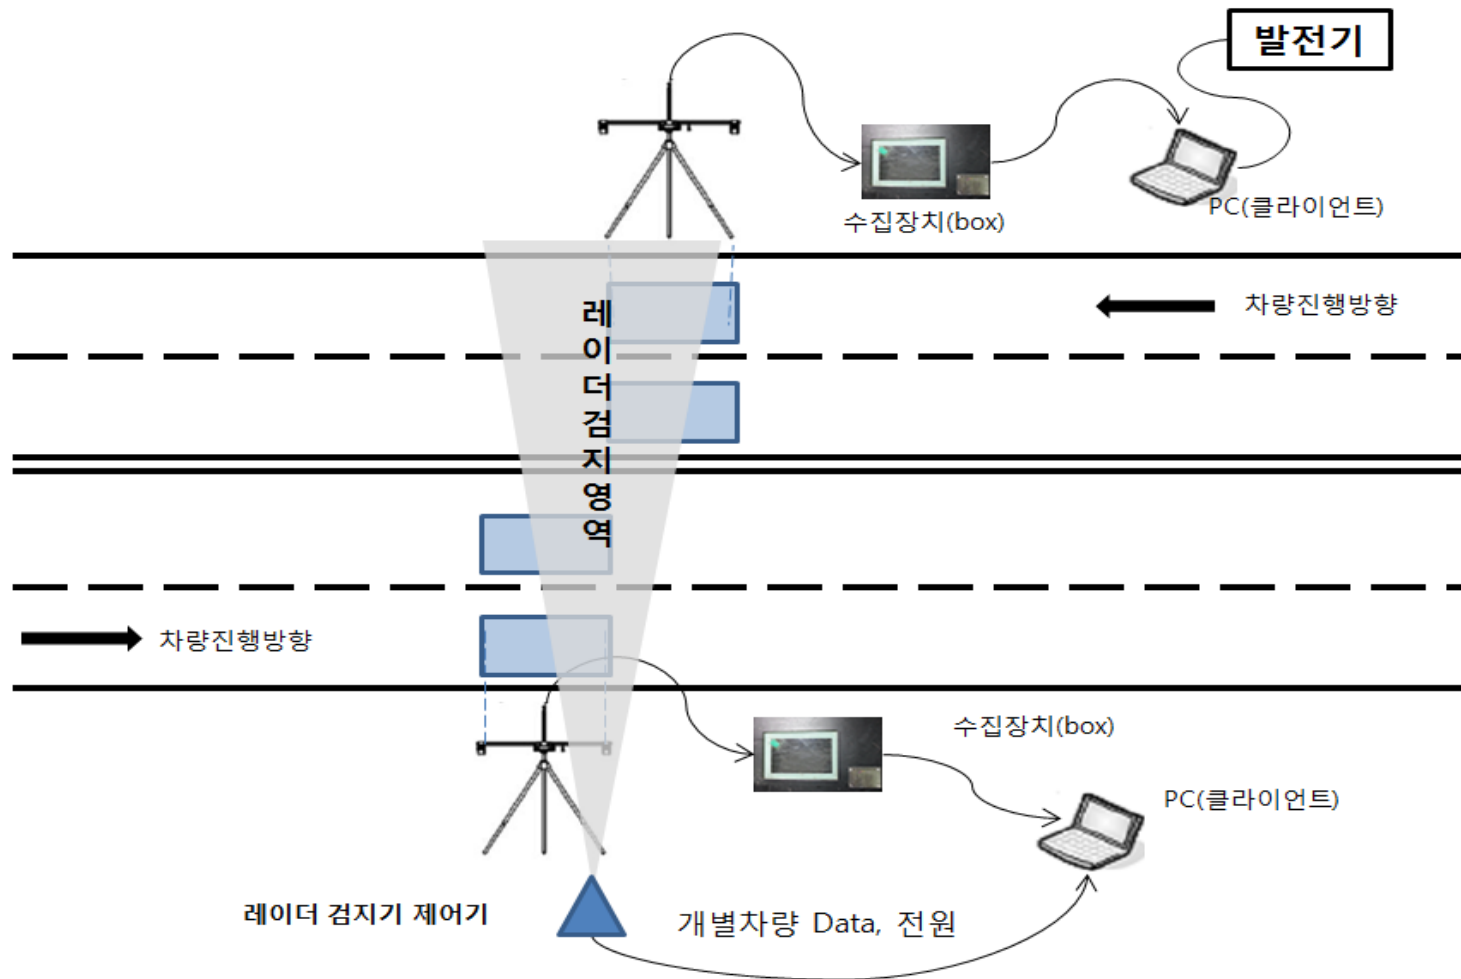 발전기
수집장치(box)
PC(클라이언트)
레이더검지영역
차량진행방향
차량진행방향
수집장치(box)
PC(클라이언트)
레이더 검지기 제어기
개별차량 Data, 전원